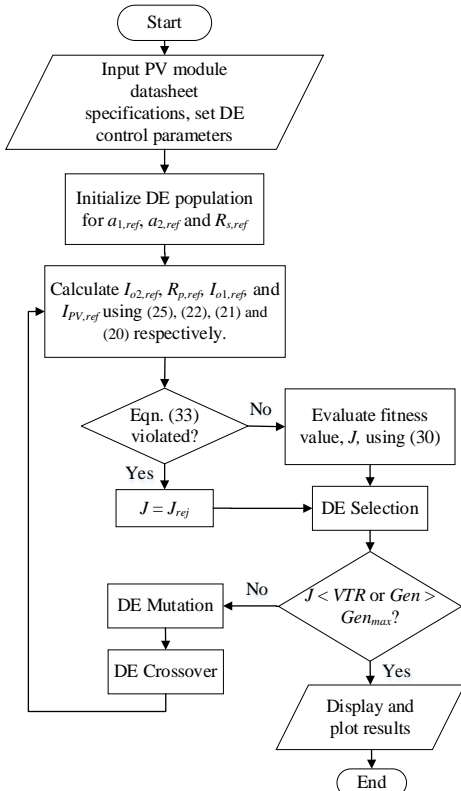 Start
Input PV module
datasheet
specifications, set DE
control parameters
Initialize DE population
for a1,ref, a2,ref and Rs,ref
Calculate Io2,ref, Rp,ref, Io1,ref, and
IPV,ref using (25), (22), (21) and
(20) respectively.
Eqn. (33)
violated?
No
Evaluate fitness
value, J, using (30)
Yes
J = Jrej
DE Selection
J < VTR or Gen >
Genmax?
No
DE Mutation
DE Crossover
Yes
Display and
plot results
End